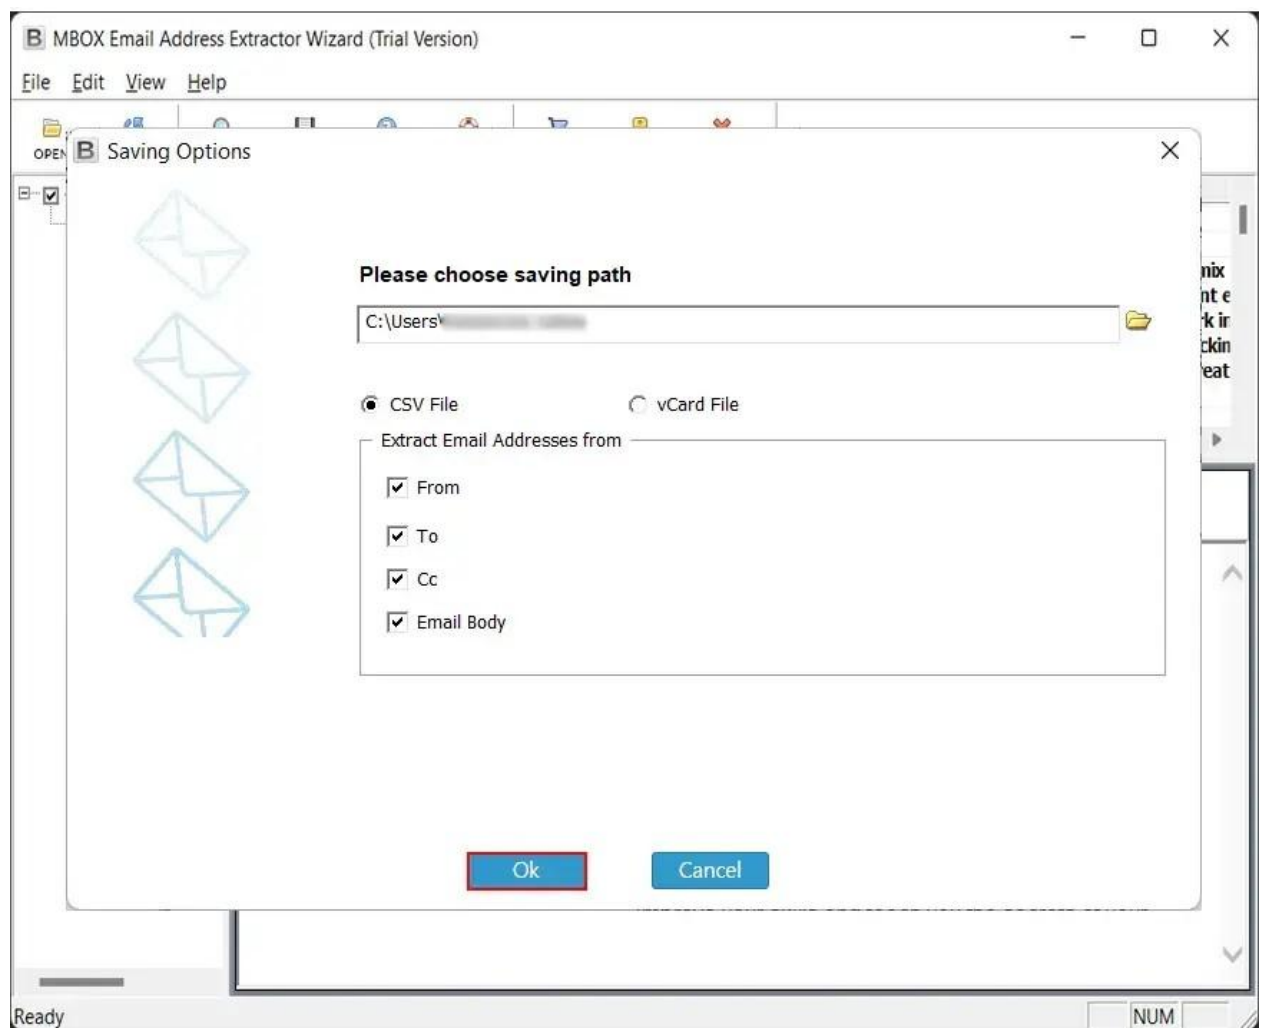 B MBOX Email Address Extractor Wizard (Trial Version)
File Edit View Help
OPEN
B Saving Options
Please choose saving path
C:\Users\
CSV File vCard File
Extract Email Addresses from
From
To
Cc
Email Body
Ok Cancel
Ready NUM